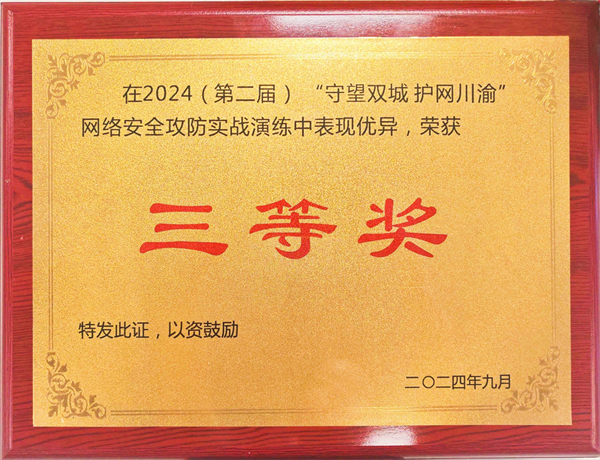 在2024（第二届）“守望双城 护网川渝”
网络安全攻防实战演练中表现优异，荣获
三等奖
特发此证，以资鼓励
二〇二四年九月